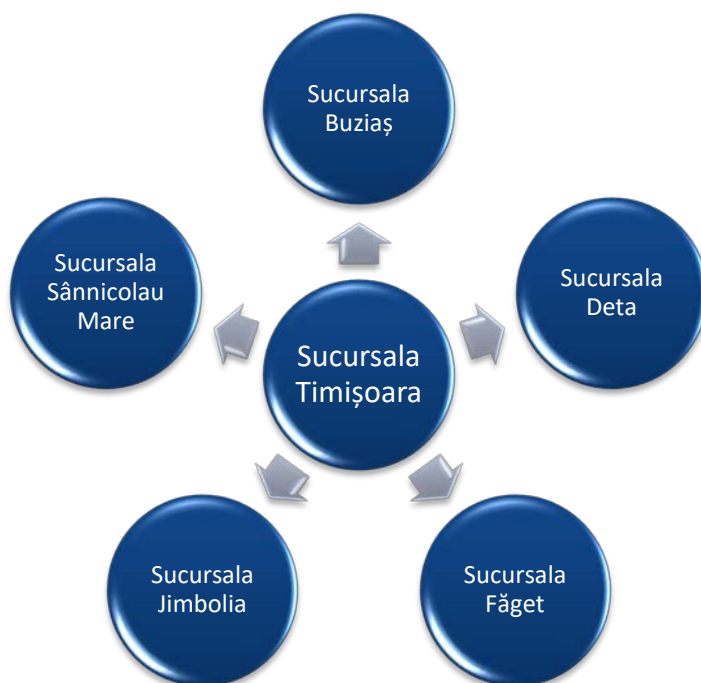 Sucursala
Buziaș
Sucursala
Sânnicolau
Mare
Sucursala
Deta
Sucursala
Timișoara
Sucursala
Jimbolia
Sucursala
Făget